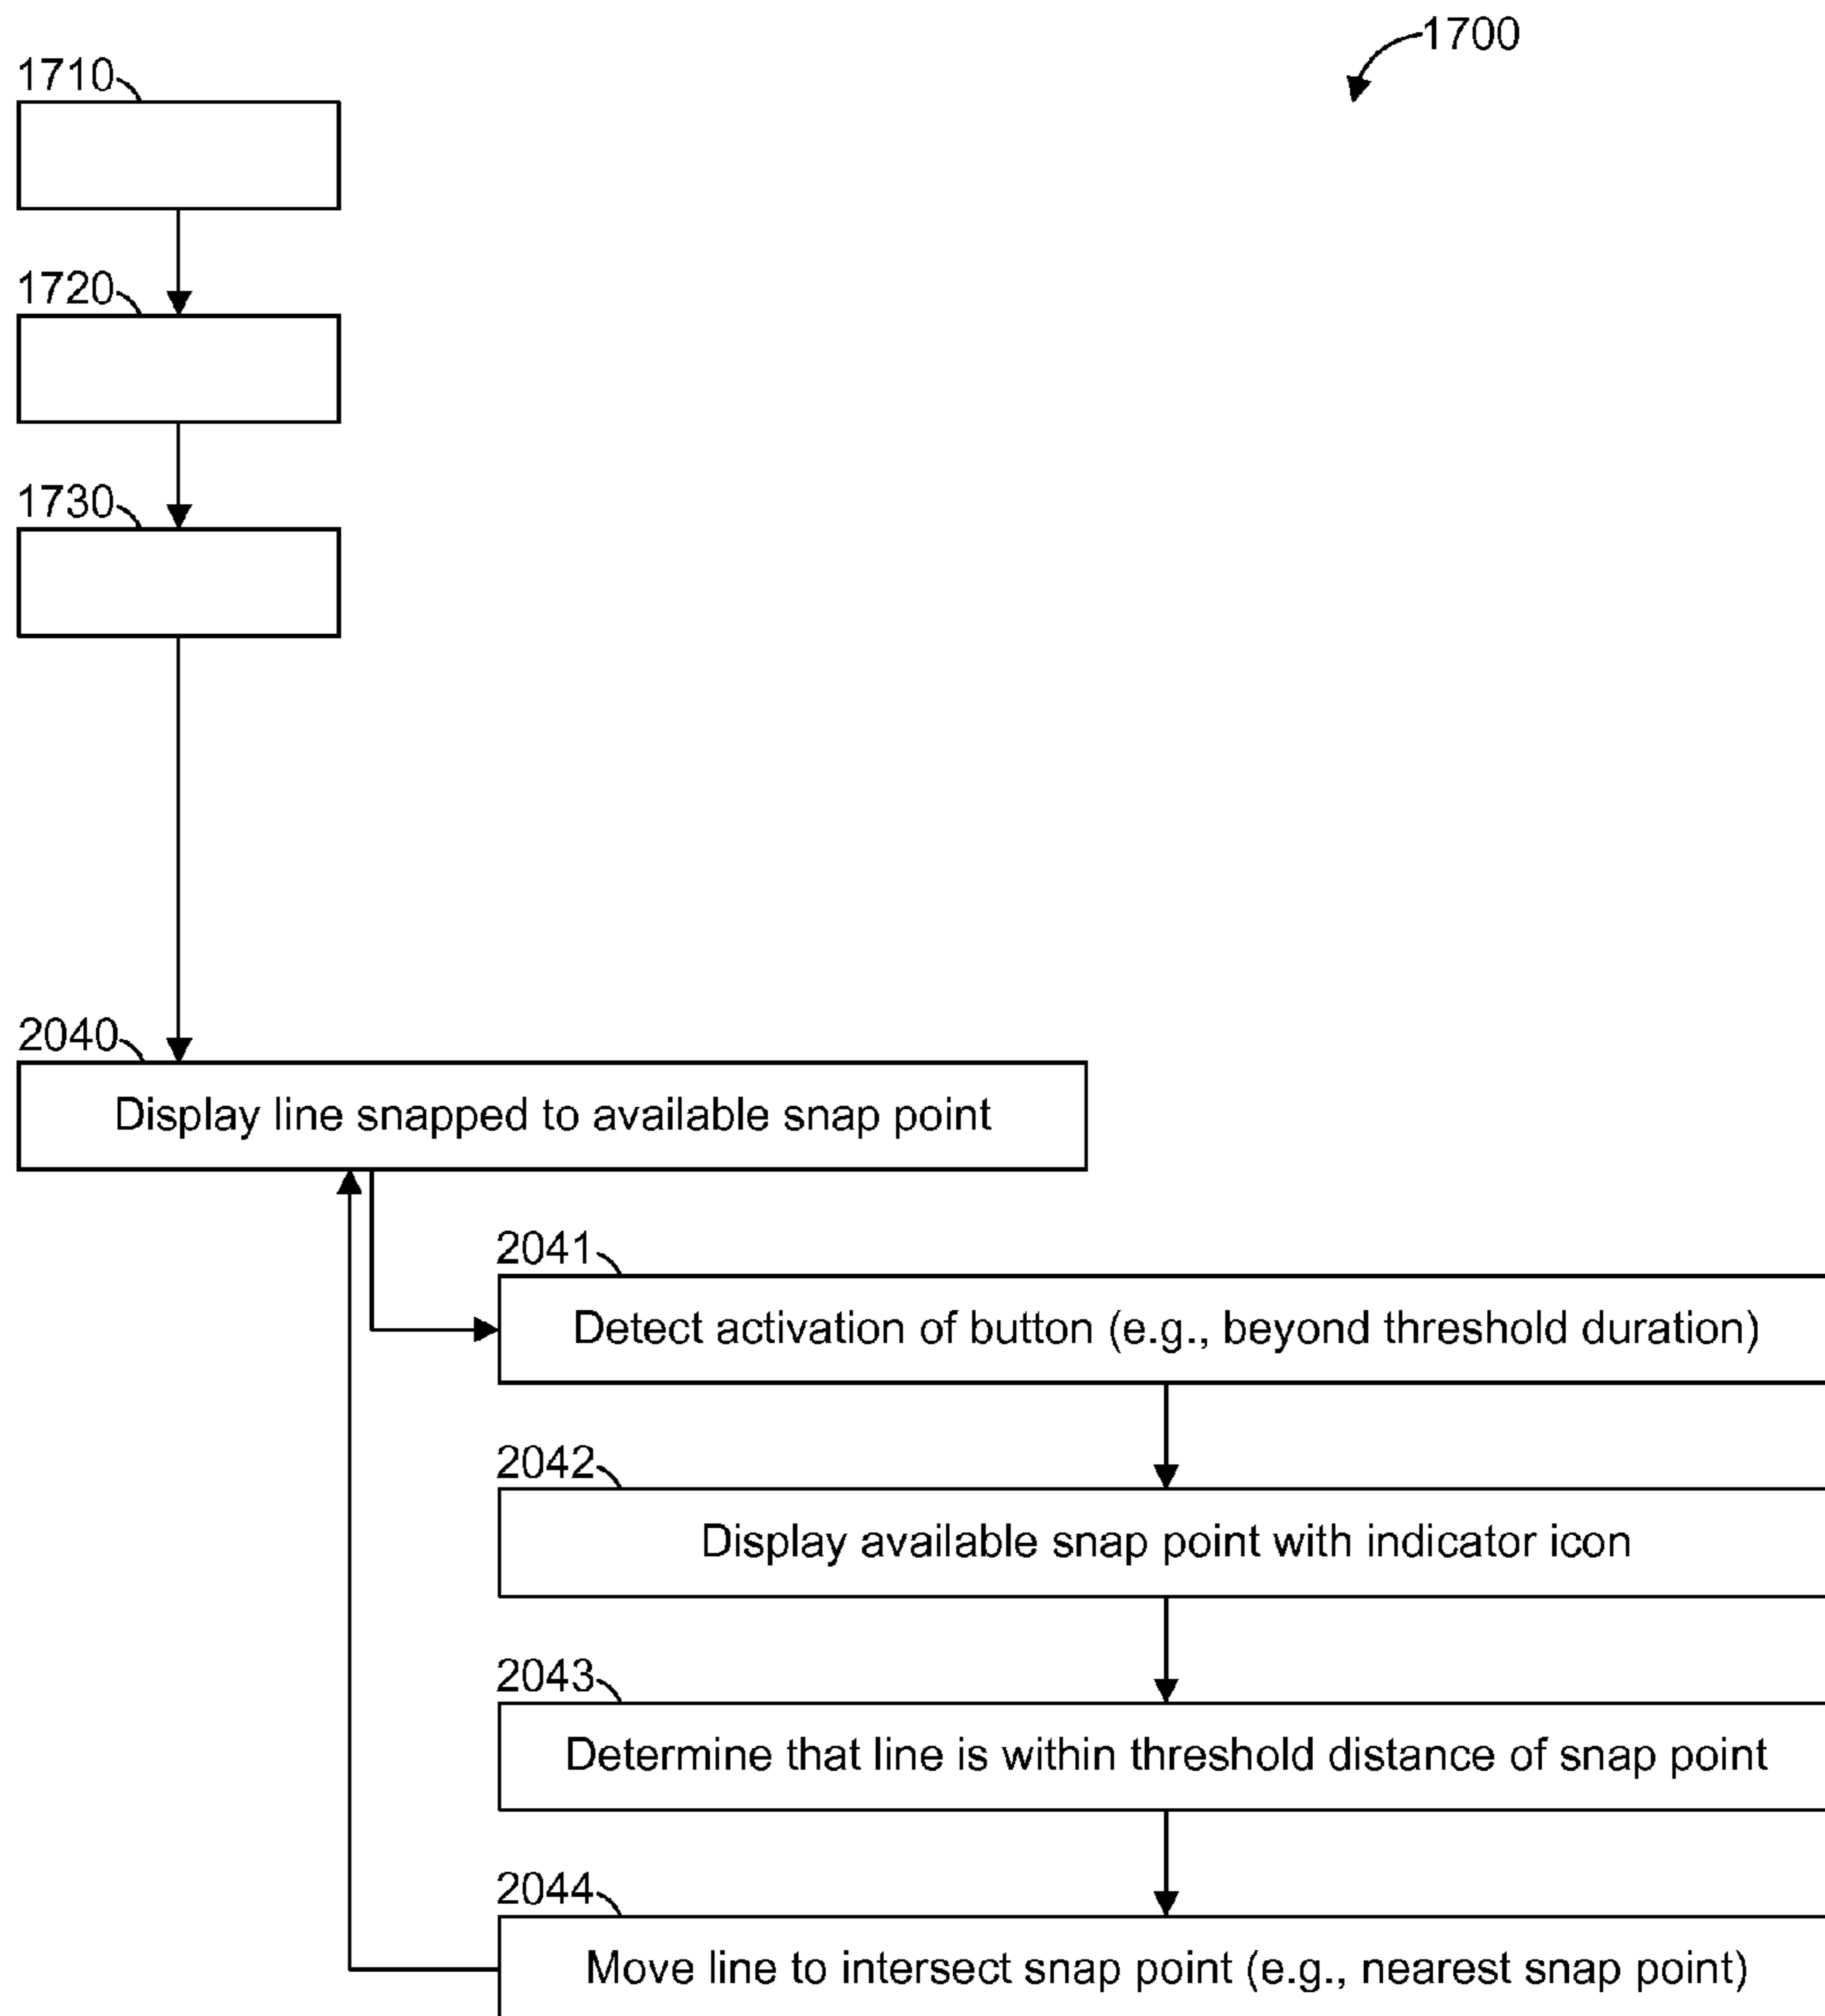 1700
1710
1720
1730
2040
Display line snapped to available snap point
2041
Detect activation of button (e.g., beyond threshold duration)
2042
Display available snap point with indicator icon
2043
Determine that line is within threshold distance of snap point
2044
Move line to intersect snap point (e.g., nearest snap point)